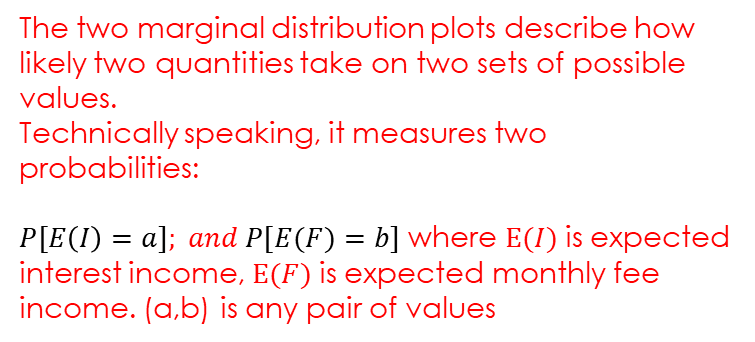 The two marginal distribution plots describe how
likely two quantities take on two sets of possible
values.
Technically speaking, it measures two
probabilities:
P[E(I) = a]; and P[E(F) = b] where E(I) is expected
interest income, E(F) is expected monthly fee
income. (a,b) is any pair of values